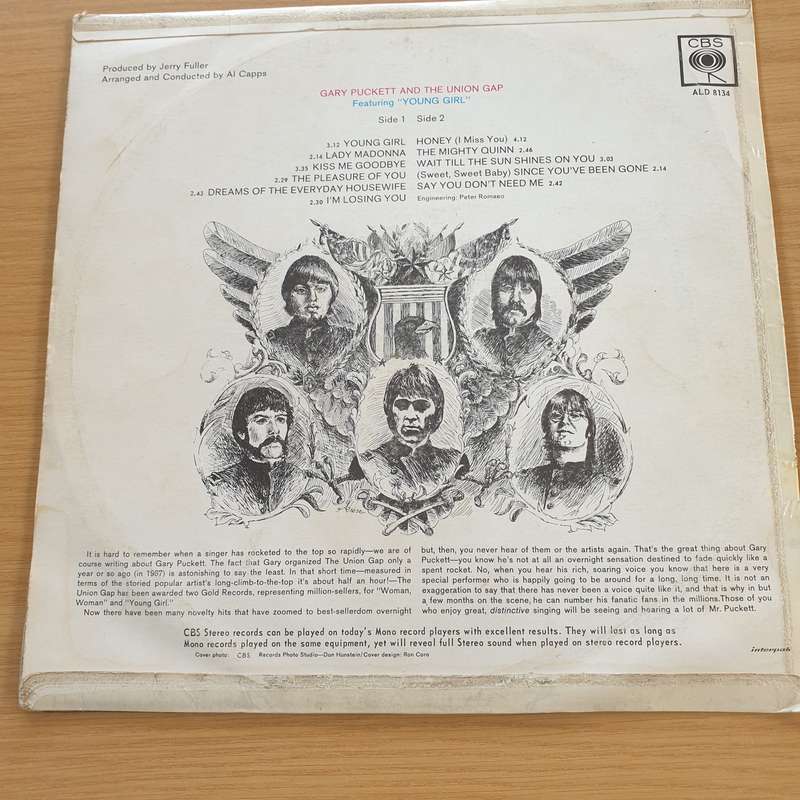 Produced by Jerry Fuller
Arranged and Conducted by Al Capps
CBS
ALD 8134
GARY PUCKETT AND THE UNION GAP
Featuring "YOUNG GIRL"
Side 1 Side 2
3.12 YOUNG GIRL HONEY (I Miss You) 4.12
2.14 LADY MADONNA THE MIGHTY QUINN 2.46
3.35 KISS ME GOODBYE WAIT TILL THE SUN SHINES ON YOU 3.03
2.29 THE PLEASURE OF YOU (Sweet, Sweet Baby) SINCE YOU'VE BEEN GONE 2.14
2.43 DREAMS OF THE EVERYDAY HOUSEWIFE SAY YOU DON'T NEED ME 2.42
2.30 I'M LOSING YOU Engineering: Peter Romano
It is hard to remember when a singer has rocketed to the top so rapidly—we are of
course writing about Gary Puckett. The fact that Gary organized The Union Gap only a
year or so ago (in 1967) is astonishing to say the least. In that short time—measured in
terms of the storied popular artist's long-climb-to-the-top it's about half an hour!—The
Union Gap has been awarded two Gold Records, representing million-sellers, for "Woman,
Woman" and "Young Girl."
Now there have been many novelty hits that have zoomed to best-sellerdom overnight
but, then, you never hear of them or the artists again. That's the great thing about Gary
Puckett—you know he's not at all an overnight sensation destined to fade quickly like a
spent rocket. No, when you hear his rich, soaring voice you know that here is a very
special performer who is happily going to be around for a long, long time. It is not an
exaggeration to say that there has never been a voice quite like it, and that is why in but
a few months on the scene, he can number his fanatic fans in the millions.Those of you
who enjoy great, distinctive singing will be seeing and hearing a lot of Mr. Puckett.
CBS Stereo records can be played on today's Mono record players with excellent results. They will last as long as
Mono records played on the same equipment, yet will reveal full Stereo sound when played on stereo record players.
Cover photo: CBS Records Photo Studio—Don Hunstein/Cover design: Ron Coro
interpak